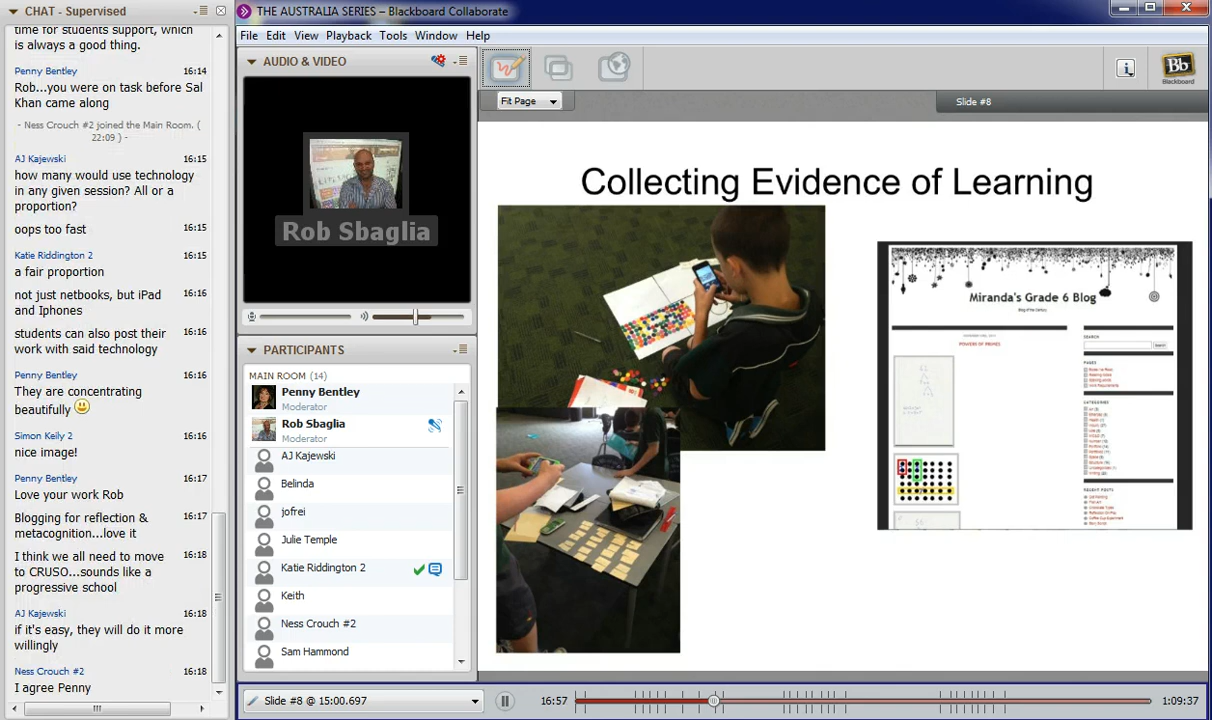 CHAT - Supervised
time for students support, which
is always a good thing.
Penny Bentley 16:14
Rob...you were on task before Sal
Khan came along
- Ness Crouch #2 joined the Main Room. (
22:09 ) -
AJ Kajewski 16:15
how many would use technology
in any given session? All or a
proportion?
oops too fast 16:15
Katie Riddington 2 16:15
a fair proportion
not just netbooks, but iPad 16:16
and Iphones
students can also post their 16:16
work with said technology
Penny Bentley 16:16
They are concentrating
beautifully
Simon Keily 2 16:16
nice image!
Penny Bentley 16:17
Love your work Rob
Blogging for reflection & 16:17
metacognition...love it
I think we all need to move 16:18
to CRUSO...sounds like a
progressive school
AJ Kajewski 16:18
if it's easy, they will do it more
willingly
Ness Crouch #2 16:18
I agree Penny
THE AUSTRALIA SERIES – Blackboard Collaborate
File Edit View Playback Tools Window Help
AUDIO & VIDEO
Rob Sbaglia
PARTICIPANTS
MAIN ROOM (14)
Penny Bentley
Moderator
Rob Sbaglia
Moderator
AJ Kajewski
Belinda
jofrei
Julie Temple
Katie Riddington 2
Keith
Ness Crouch #2
Sam Hammond
Bb
Blackboard
Fit Page
Slide #8
Collecting Evidence of Learning
Miranda's Grade 6 Blog
POWERS OF PRIMES
SEARCH
PAGES
CATEGORIES
RECENT POSTS
Slide #8 @ 15:00.697
16:57
1:09:37